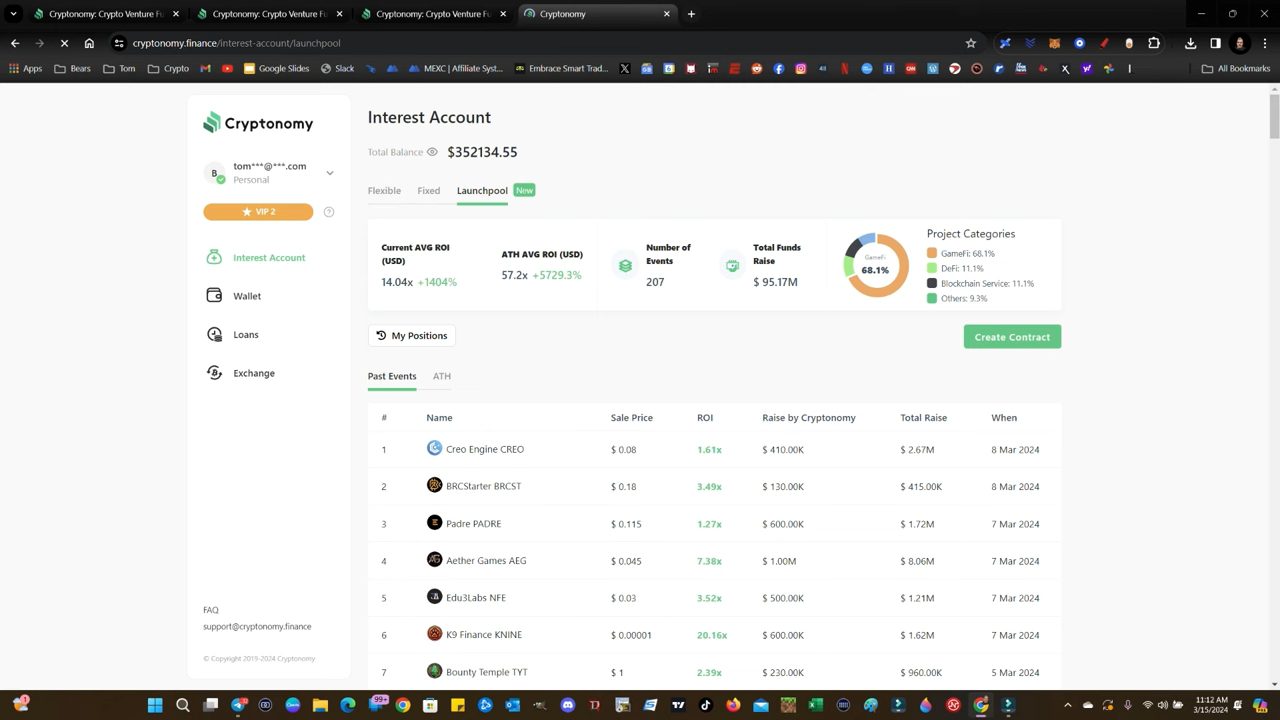 Cryptonomy: Crypto Venture Fu
Cryptonomy: Crypto Venture Fu
Cryptonomy: Crypto Venture Fu
Cryptonomy
cryptonomy.finance/interest-account/launchpool
Apps
Bears
Tom
Crypto
Google Slides
Slack
MEXC | Affiliate Syst...
Embrace Smart Trad...
All Bookmarks
Cryptonomy
Interest Account
Total Balance $352134.55
B
tom***@***.com
Personal
VIP 2
Flexible Fixed Launchpool New
Interest Account
Wallet
Loans
Exchange
Current AVG ROI (USD)
14.04x +1404%
ATH AVG ROI (USD)
57.2x +5729.3%
Number of Events
207
Total Funds Raise
$ 95.17M
GameFi
68.1%
Project Categories
GameFi: 68.1%
DeFi: 11.1%
Blockchain Service: 11.1%
Others: 9.3%
My Positions
Create Contract
Past Events ATH
# Name Sale Price ROI Raise by Cryptonomy Total Raise When
1 Creo Engine CREO $ 0.08 1.61x $ 410.00K $ 2.67M 8 Mar 2024
2 BRCStarter BRCST $ 0.18 3.49x $ 130.00K $ 415.00K 8 Mar 2024
3 Padre PADRE $ 0.115 1.27x $ 600.00K $ 1.72M 7 Mar 2024
4 Aether Games AEG $ 0.045 7.38x $ 1.00M $ 8.06M 7 Mar 2024
5 Edu3Labs NFE $ 0.03 3.52x $ 500.00K $ 1.21M 7 Mar 2024
6 K9 Finance KNINE $ 0.00001 20.16x $ 600.00K $ 1.62M 7 Mar 2024
7 Bounty Temple TYT $ 1 2.39x $ 230.00K $ 960.00K 5 Mar 2024
FAQ
support@cryptonomy.finance
© Copyright 2019-2024 Cryptonomy
99+
11:12 AM
3/15/2024